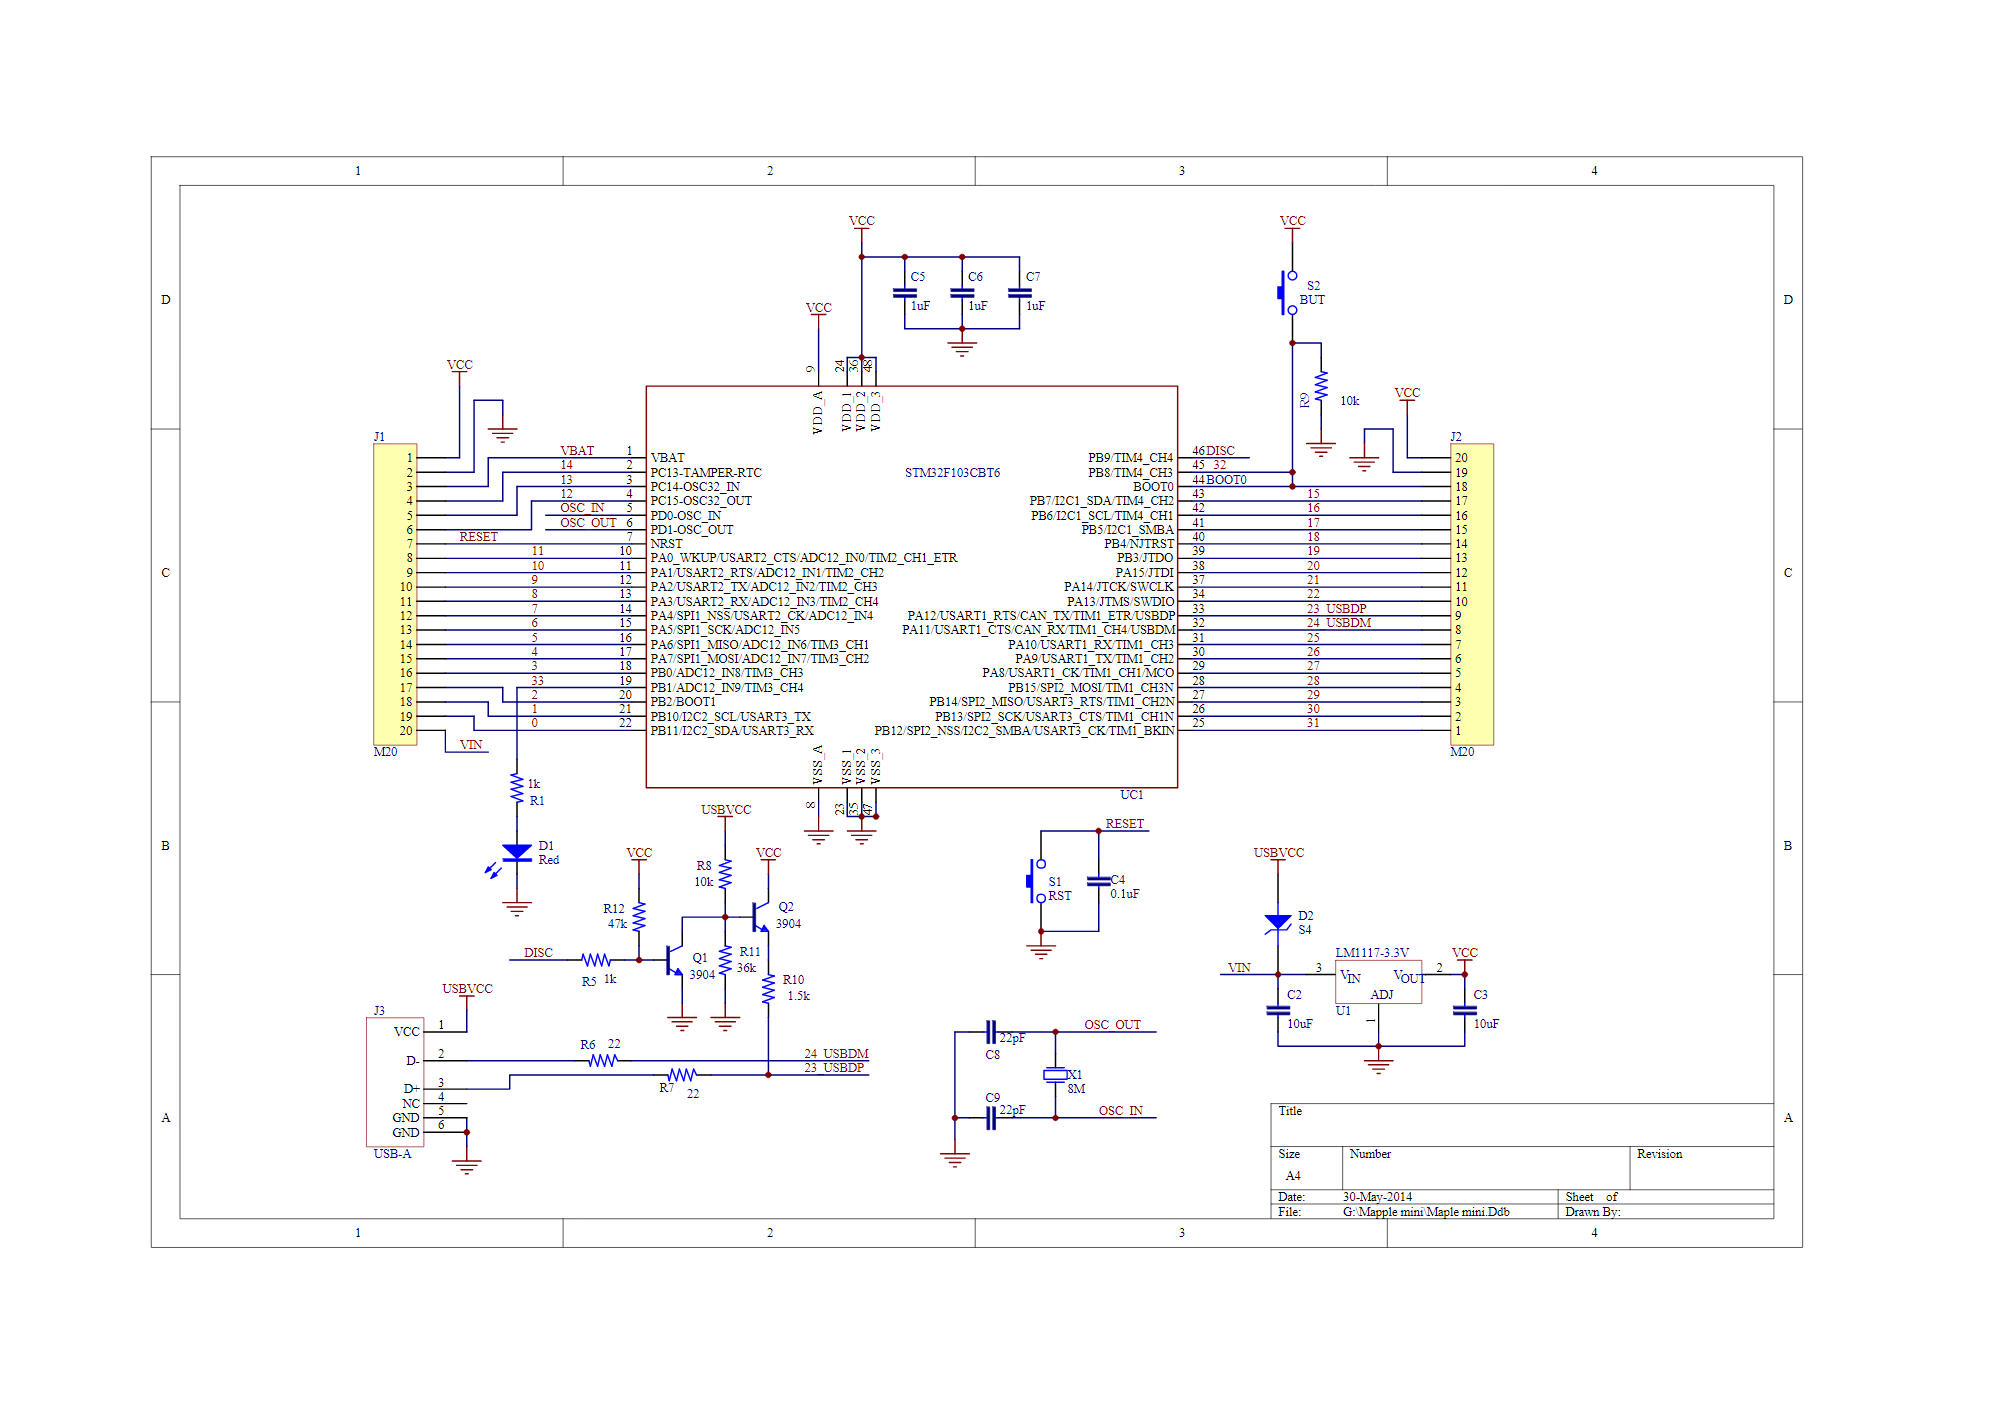 1 2 3 4
D
C
B
A
D
C
B
A
VCC
C5
1uF
C6
1uF
C7
1uF
VCC
VCC
S2
BUT
R9
10k
VCC
VCC
J1
1
2
3
4
5
6
7
8
9
10
11
12
13
14
15
16
17
18
19
20
M20
VIN
VBAT 1 VBAT
14 2 PC13-TAMPER-RTC
13 3 PC14-OSC32_IN
12 4 PC15-OSC32_OUT
OSC_IN 5 PD0-OSC_IN
OSC_OUT 6 PD1-OSC_OUT
RESET 7 NRST
11 10 PA0_WKUP/USART2_CTS/ADC12_IN0/TIM2_CH1_ETR
10 11 PA1/USART2_RTS/ADC12_IN1/TIM2_CH2
9 12 PA2/USART2_TX/ADC12_IN2/TIM2_CH3
8 13 PA3/USART2_RX/ADC12_IN3/TIM2_CH4
7 14 PA4/SPI1_NSS/USART2_CK/ADC12_IN4
6 15 PA5/SPI1_SCK/ADC12_IN5
5 16 PA6/SPI1_MISO/ADC12_IN6/TIM3_CH1
4 17 PA7/SPI1_MOSI/ADC12_IN7/TIM3_CH2
3 18 PB0/ADC12_IN8/TIM3_CH3
33 19 PB1/ADC12_IN9/TIM3_CH4
2 20 PB2/BOOT1
1 21 PB10/I2C2_SCL/USART3_TX
0 22 PB11/I2C2_SDA/USART3_RX
9 24 36 48
VDD_A VDD_1 VDD_2 VDD_3
STM32F103CBT6
VSS_A VSS_1 VSS_2 VSS_3
8 23 35 47
UC1
PB9/TIM4_CH4 46 DISC
PB8/TIM4_CH3 45 32
BOOT0 44 BOOT0
PB7/I2C1_SDA/TIM4_CH2 43 15
PB6/I2C1_SCL/TIM4_CH1 42 16
PB5/I2C1_SMBA 41 17
PB4/NJTRST 40 18
PB3/JTDO 39 19
PA15/JTDI 38 20
PA14/JTCK/SWCLK 37 21
PA13/JTMS/SWDIO 34 22
PA12/USART1_RTS/CAN_TX/TIM1_ETR/USBDP 33 23 USBDP
PA11/USART1_CTS/CAN_RX/TIM1_CH4/USBDM 32 24 USBDM
PA10/USART1_RX/TIM1_CH3 31 25
PA9/USART1_TX/TIM1_CH2 30 26
PA8/USART1_CK/TIM1_CH1/MCO 29 27
PB15/SPI2_MOSI/TIM1_CH3N 28 28
PB14/SPI2_MISO/USART3_RTS/TIM1_CH2N 27 29
PB13/SPI2_SCK/USART3_CTS/TIM1_CH1N 26 30
PB12/SPI2_NSS/I2C2_SMBA/USART3_CK/TIM1_BKIN 25 31
J2
20
19
18
17
16
15
14
13
12
11
10
9
8
7
6
5
4
3
2
1
M20
1k
R1
D1
Red
USBVCC
R8
10k
VCC
R12
47k
VCC
Q2
3904
DISC
R5 1k
Q1
3904
R11
36k
R10
1.5k
USBVCC
J3
VCC 1
D- 2
D+ 3
NC 4
GND 5
GND 6
USB-A
R6 22
24 USBDM
R7 22
23 USBDP
RESET
S1
RST
C4
0.1uF
OSC_OUT
22pF
C8
X1
8M
C9
22pF
OSC_IN
USBVCC
D2
S4
LM1117-3.3V
VIN
3 VIN
VOUT 2
VCC
ADJ
U1
1
C2
10uF
C3
10uF
Title
Size
A4
Number
Revision
Date: 30-May-2014
Sheet of
File: G:\Mapple mini\Maple mini.Ddb
Drawn By:
1 2 3 4